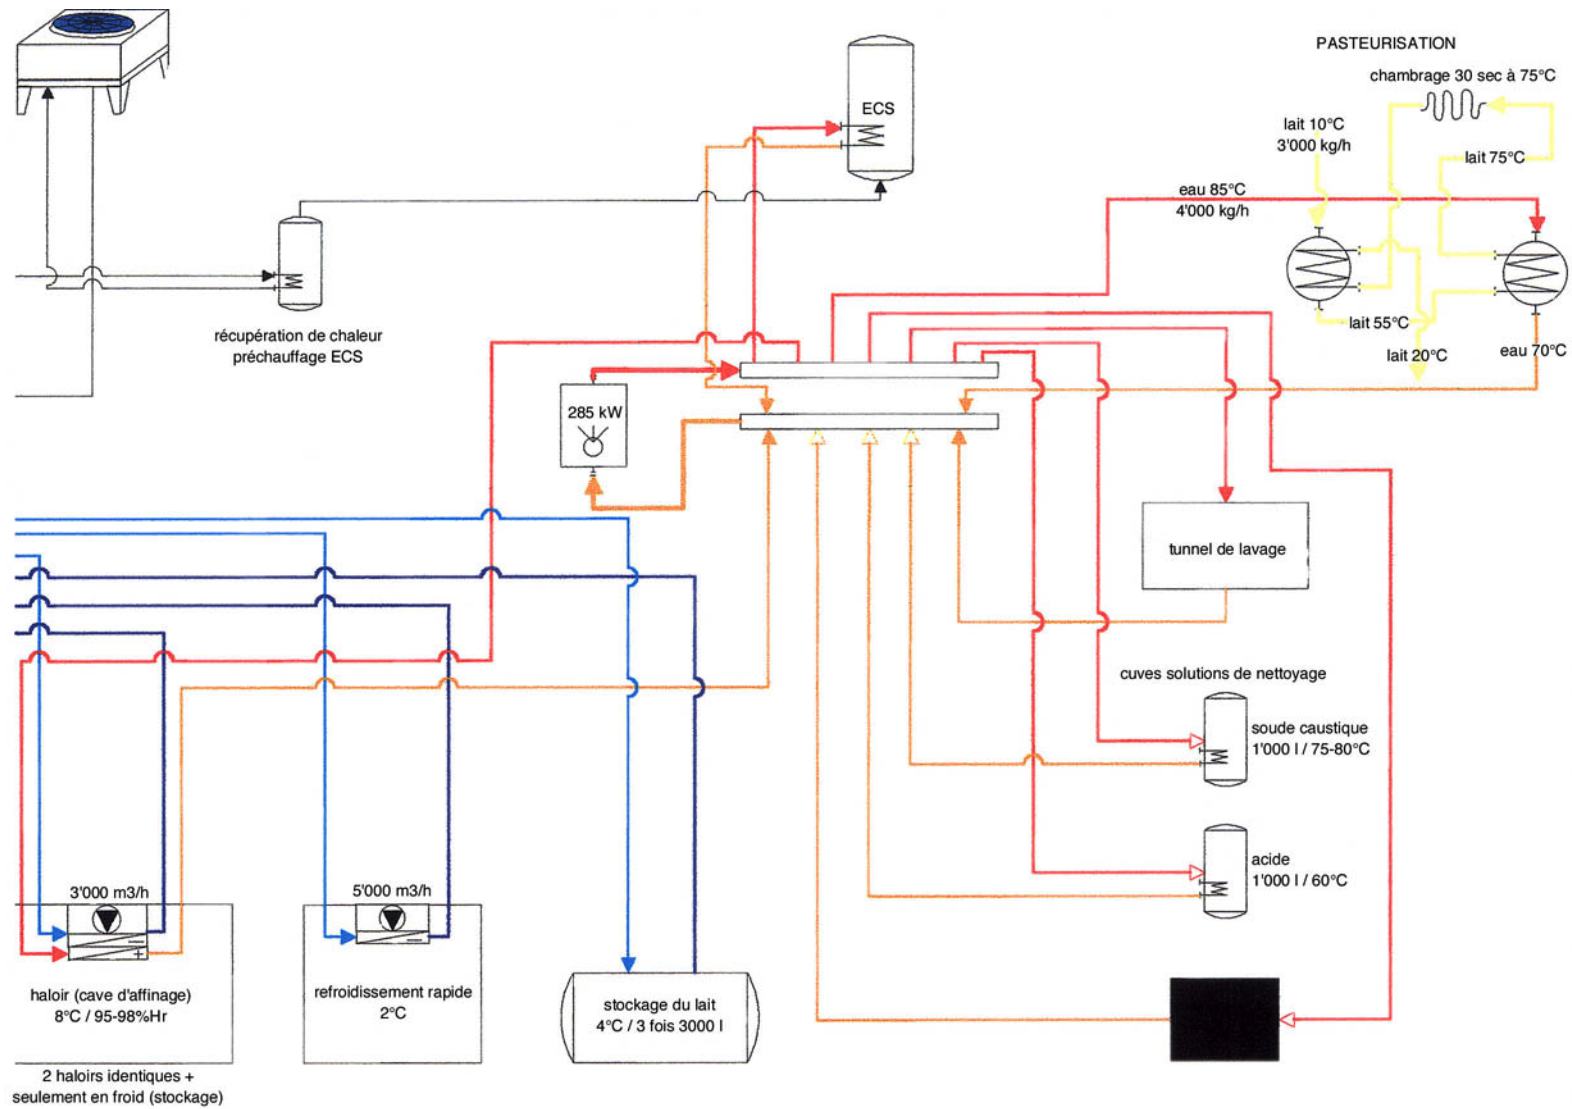 PASTEURISATION
chambrage 30 sec à 75°C
ECS
lait 10°C
3'000 kg/h
lait 75°C
eau 85°C
4'000 kg/h
récupération de chaleur
préchauffage ECS
lait 55°C
lait 20°C
eau 70°C
285 kW
tunnel de lavage
cuves solutions de nettoyage
soude caustique
1'000 l / 75-80°C
acide
1'000 l / 60°C
3'000 m3/h
5'000 m3/h
haloir (cave d'affinage)
8°C / 95-98%Hr
refroidissement rapide
2°C
stockage du lait
4°C / 3 fois 3000 l
2 haloirs identiques +
seulement en froid (stockage)